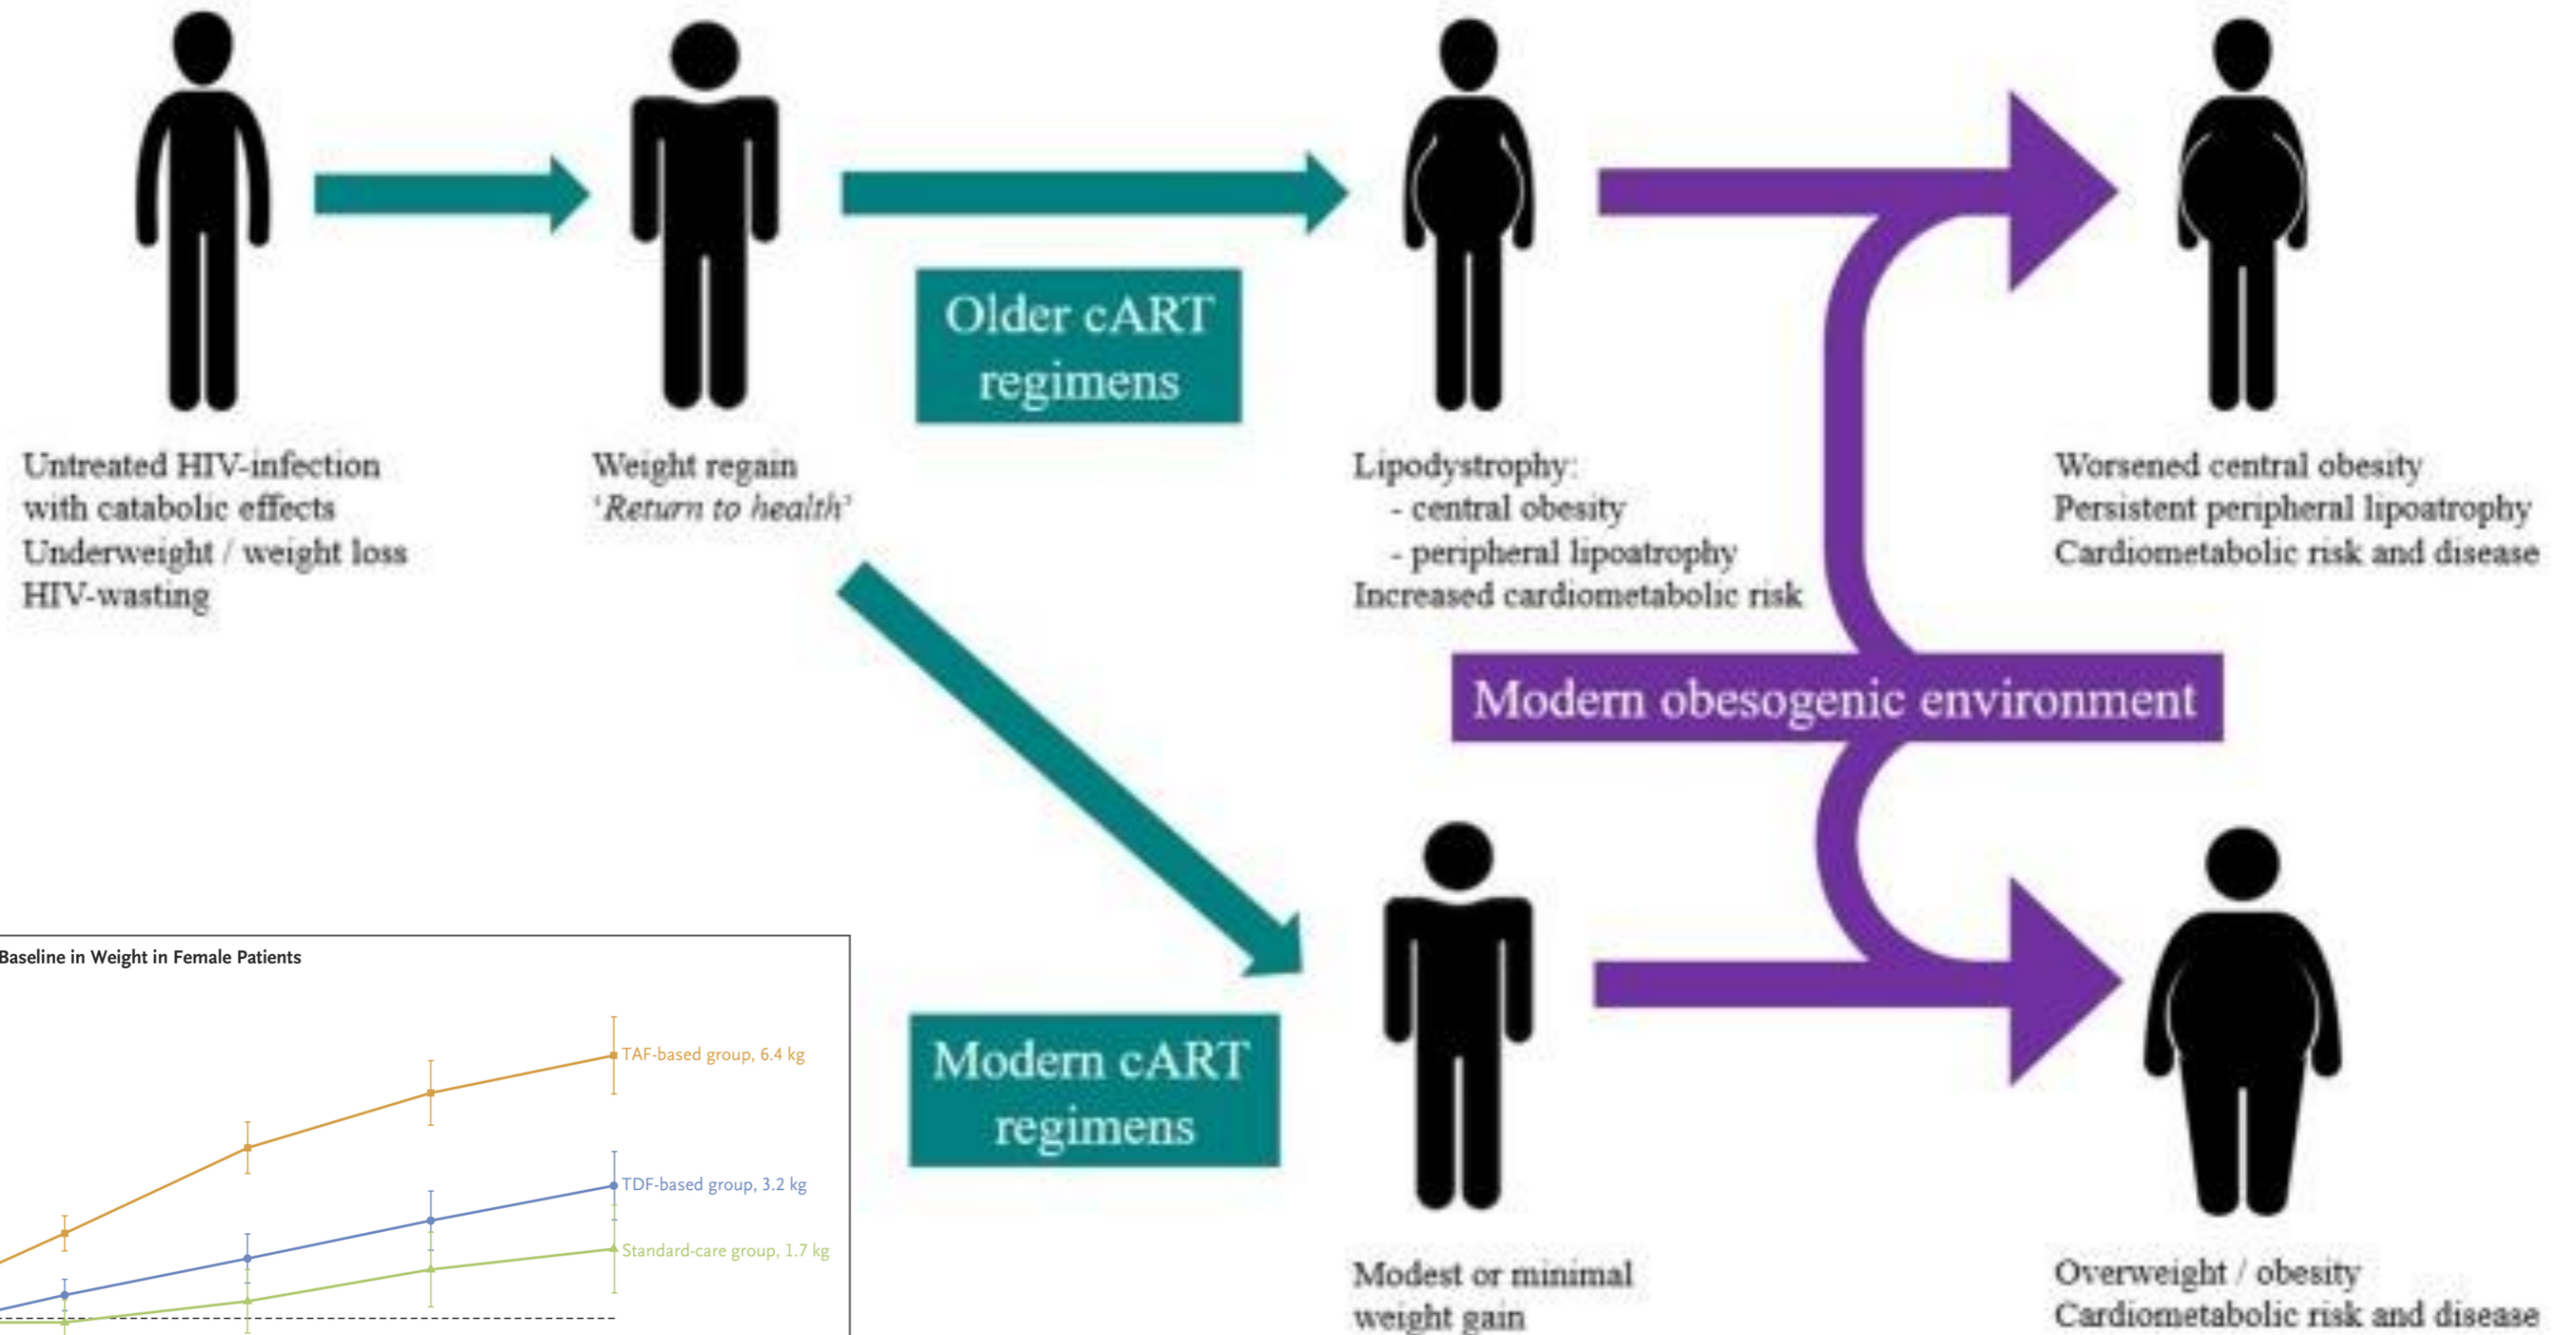 Older cART
regimens
Untreated HIV-infection
with catabolic effects
Underweight / weight loss
HIV-wasting
Weight regain
‘Return to health’
Lipodystrophy:
- central obesity
- peripheral lipoatrophy
Increased cardiometabolic risk
Worsened central obesity
Persistent peripheral lipoatrophy
Cardiometabolic risk and disease
Modern obesogenic environment
Baseline in Weight in Female Patients
TAF-based group, 6.4 kg
TDF-based group, 3.2 kg
Standard-care group, 1.7 kg
Modern cART
regimens
Modest or minimal
weight gain
Overweight / obesity
Cardiometabolic risk and disease